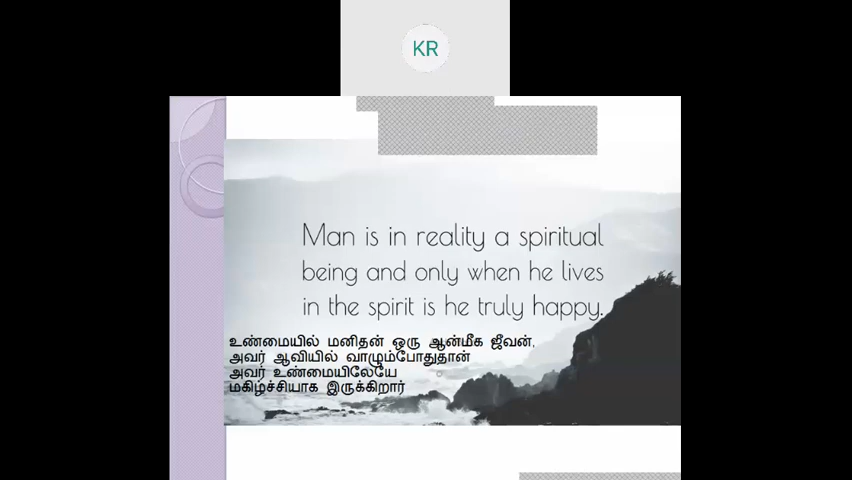 KR
Man is in reality a spiritual
being and only when he lives
in the spirit is he truly happy.
உண்மையில் மனிதன் ஒரு ஆன்மீக ஜீவன்,
அவர் ஆவியில் வாழும்போதுதான்
அவர் உண்மையிலேயே
மகிழ்ச்சியாக இருக்கிறார்